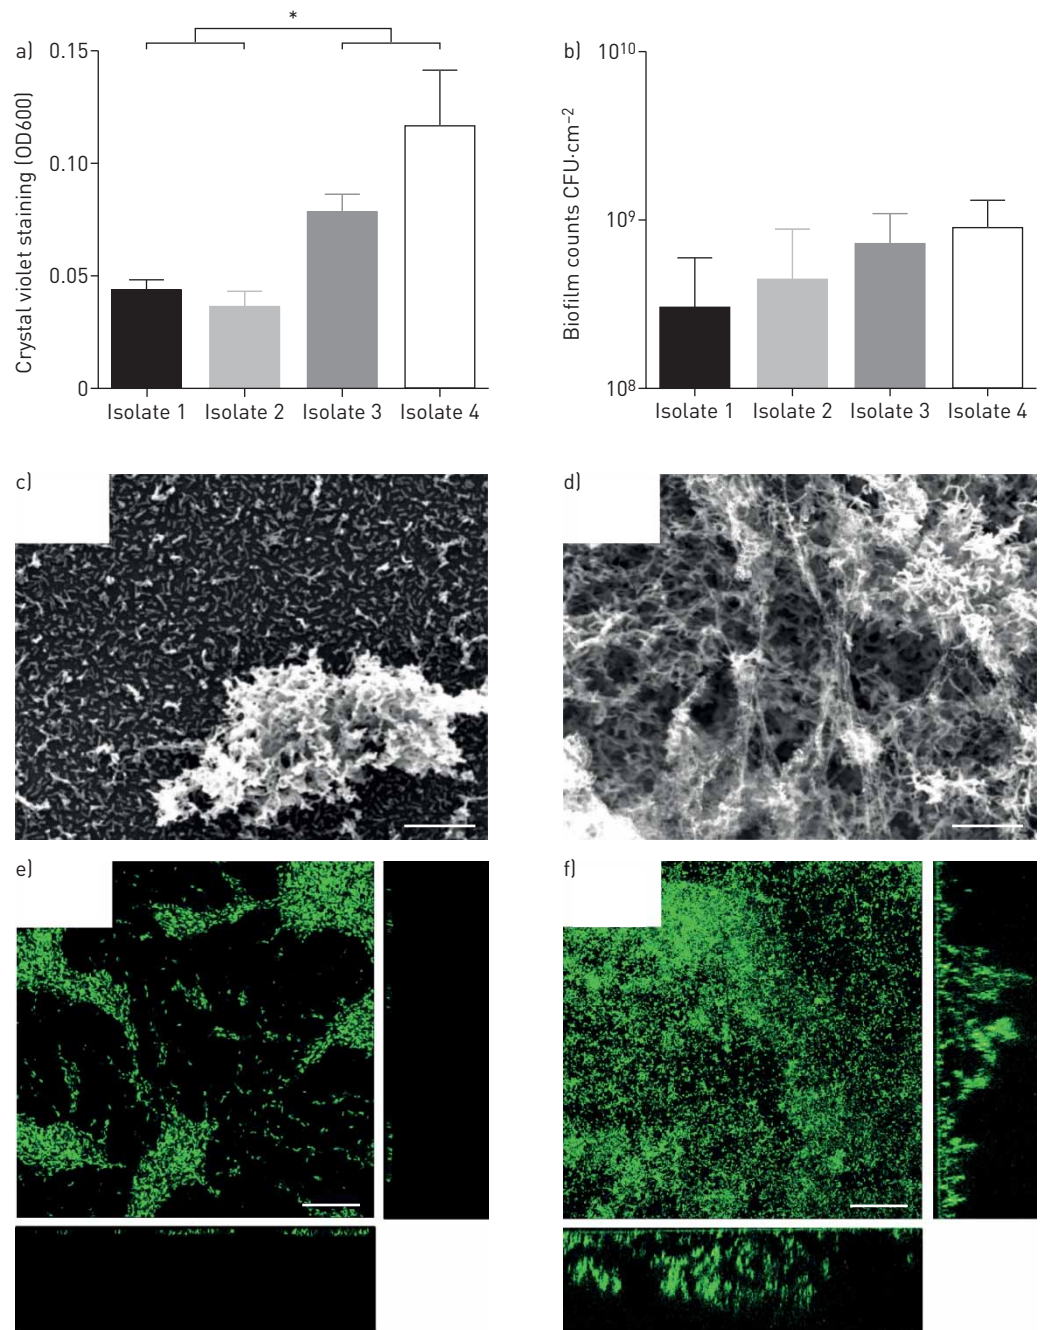 *
a)
0.15
0.10
0.05
0
Crystal violet staining (OD600)
Isolate 1 Isolate 2 Isolate 3 Isolate 4
b)
10¹⁰
10⁹
10⁸
Biofilm counts CFU·cm⁻²
Isolate 1 Isolate 2 Isolate 3 Isolate 4
c)
d)
e)
f)